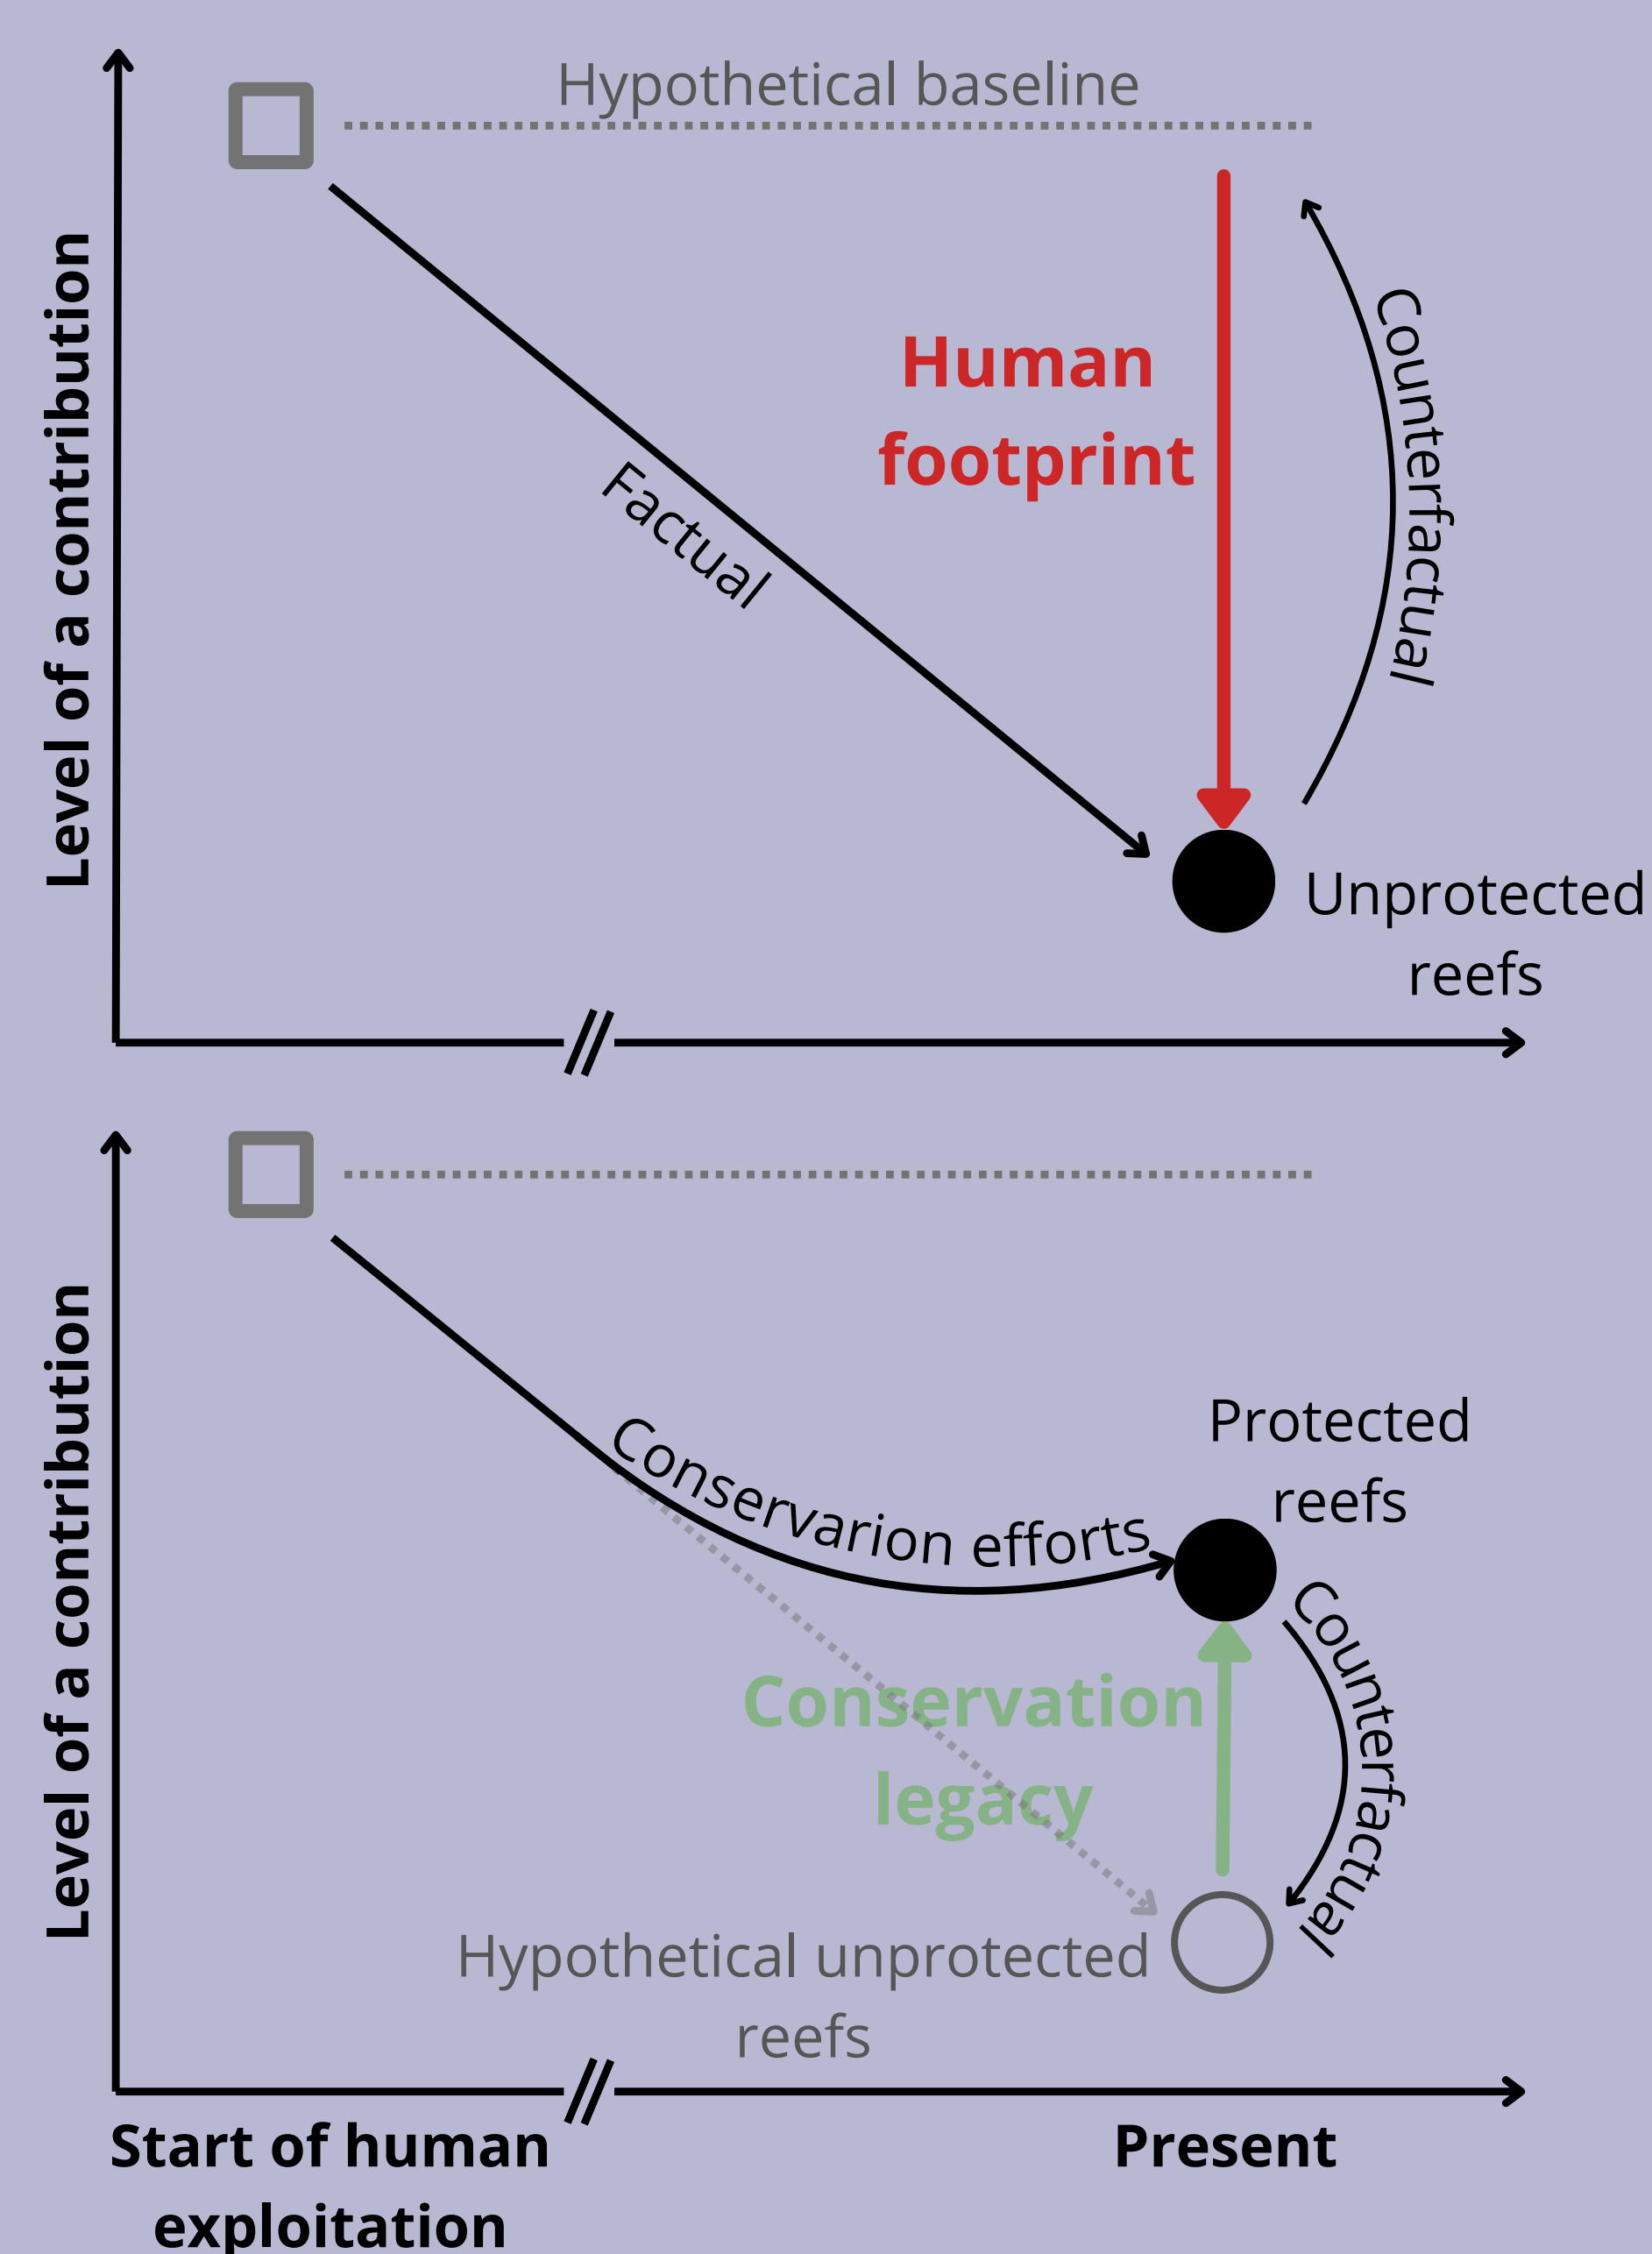 Hypothetical baseline
Level of a contribution
Human
footprint
Factual
Counterfactual
Unprotected
reefs
Level of a contribution
Protected
reefs
Conservarion efforts
Counterfactual
Conservation
legacy
Hypothetical unprotected
reefs
Start of human
exploitation
Present